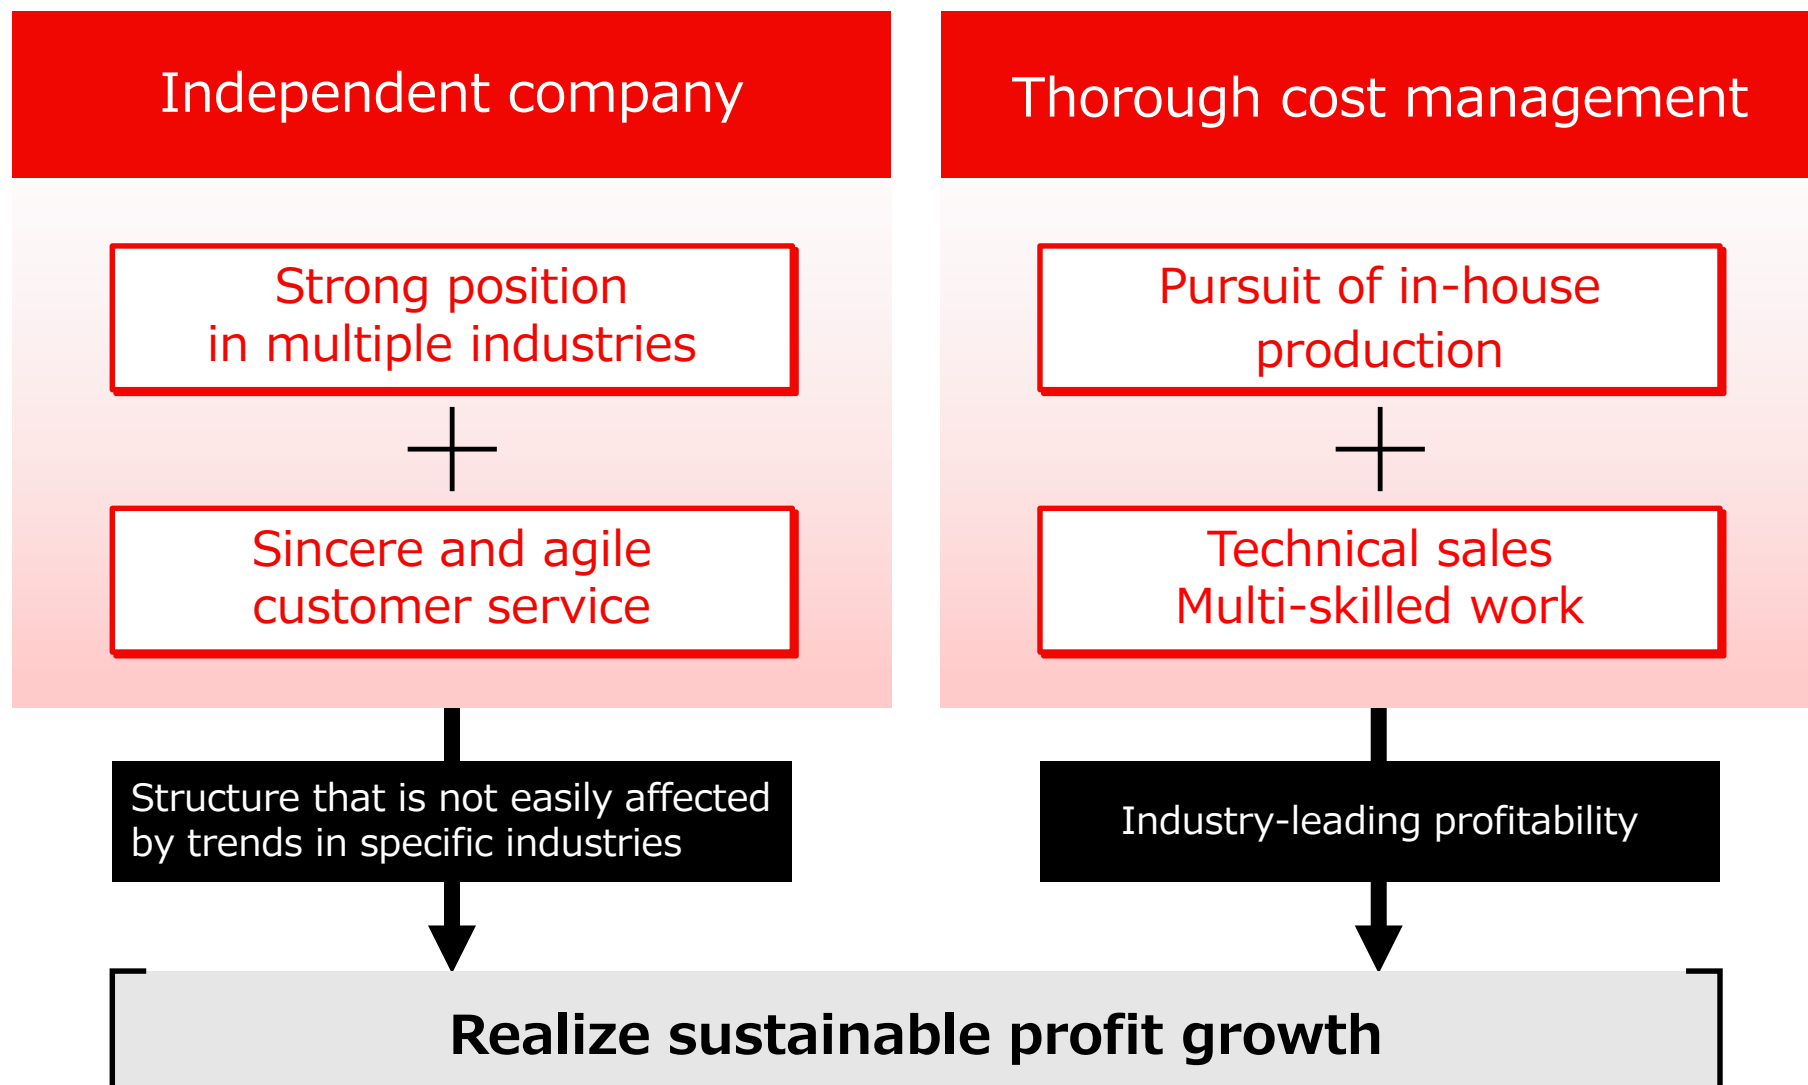 Independent company
Strong position
in multiple industries
Sincere and agile
customer service
Structure that is not easily affected
by trends in specific industries
Thorough cost management
Pursuit of in-house
production
Technical sales
Multi-skilled work
Industry-leading profitability
Realize sustainable profit growth